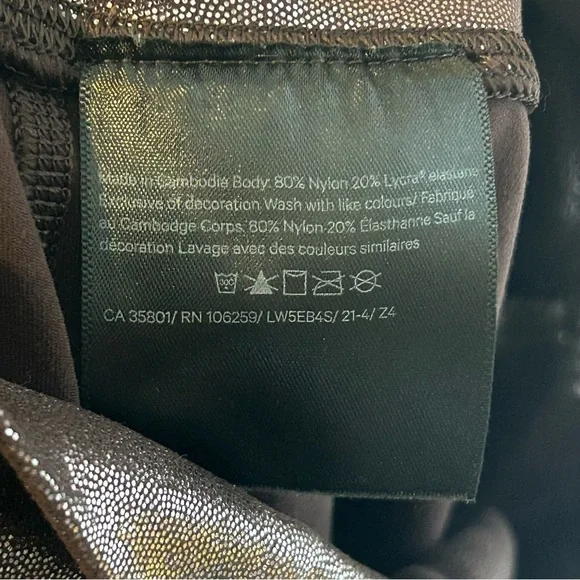 Made in Cambodia Body: 80% Nylon 20% Lycra® elastane
Exclusive of decoration Wash with like colours/ Fabriqué
au Cambodge Corps: 80% Nylon 20% Élasthanne Sauf la
décoration Lavage avec des couleurs similaires
30C
CA 35801/ RN 106259/ LW5EB4S/ 21-4/ Z4